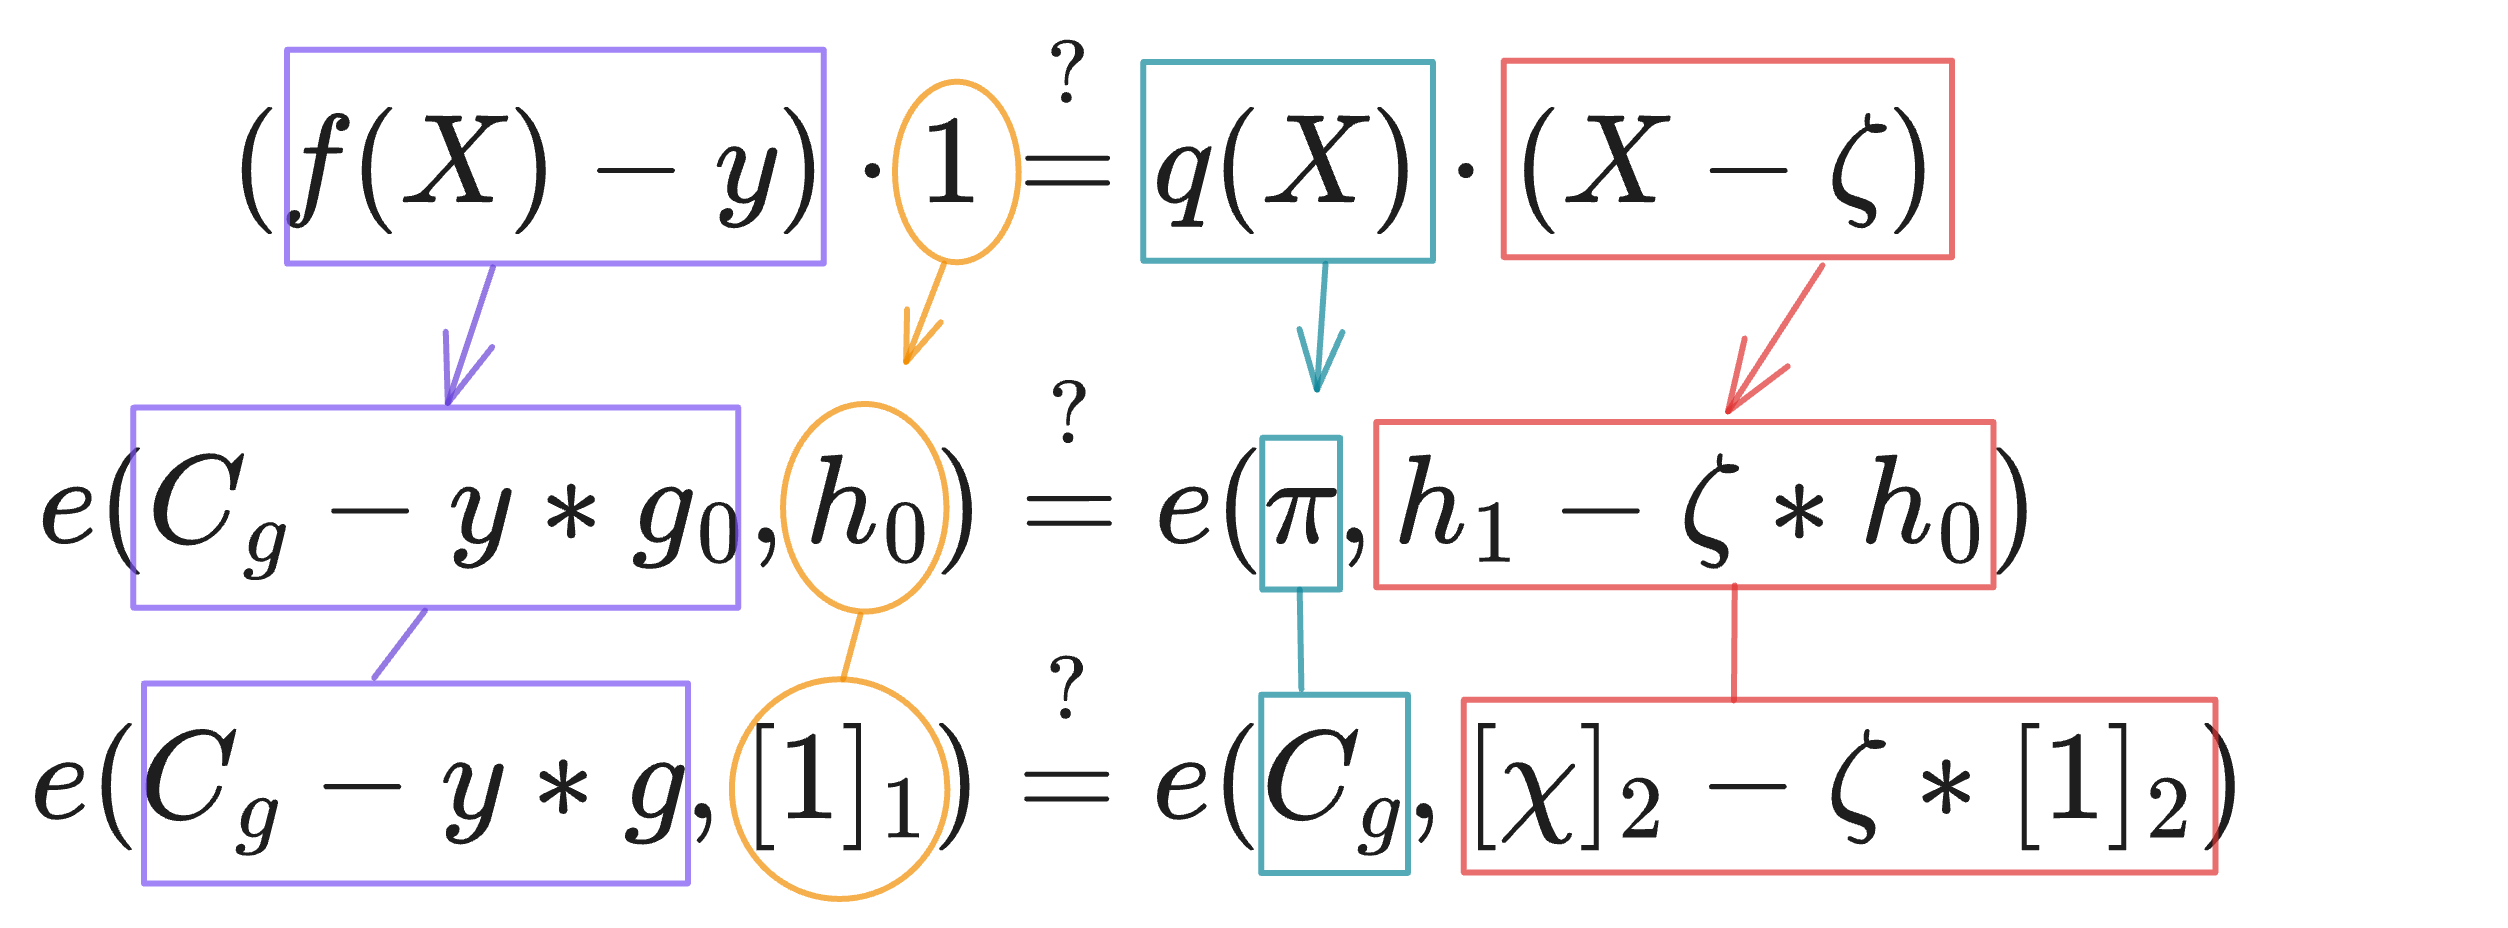 (f(X) − y) · 1 ≟ q(X) · (X − ζ)
e(C_g − y * g_0, h_0) ≟ e(π, h_1 − ζ * h_0)
e(C_g − y * g, [1]_1) ≟ e(C_g, [χ]_2 − ζ * [1]_2)